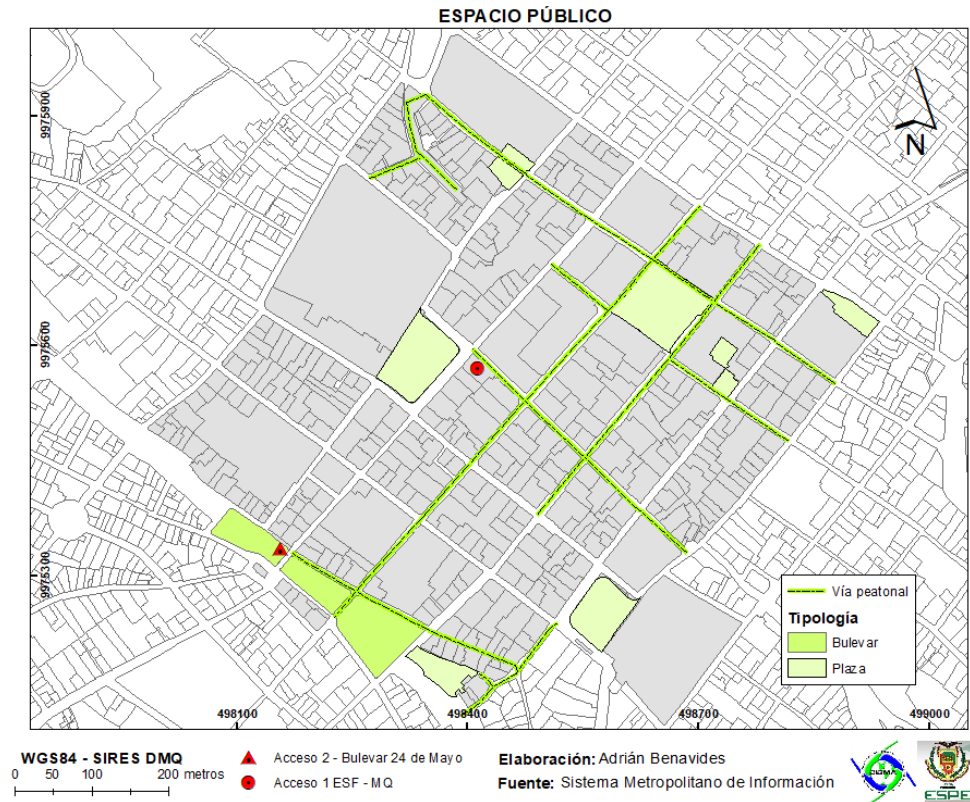 ESPACIO PÚBLICO
9975900
9975600
9975300
N
Vía peatonal
Tipología
Bulevar
Plaza
498100
498400
498700
499000
WGS84 - SIRES DMQ
0 50 100 200 metros
Acceso 2 - Bulevar 24 de Mayo
Acceso 1 ESF - MQ
Elaboración: Adrián Benavides
Fuente: Sistema Metropolitano de Información
ESPE